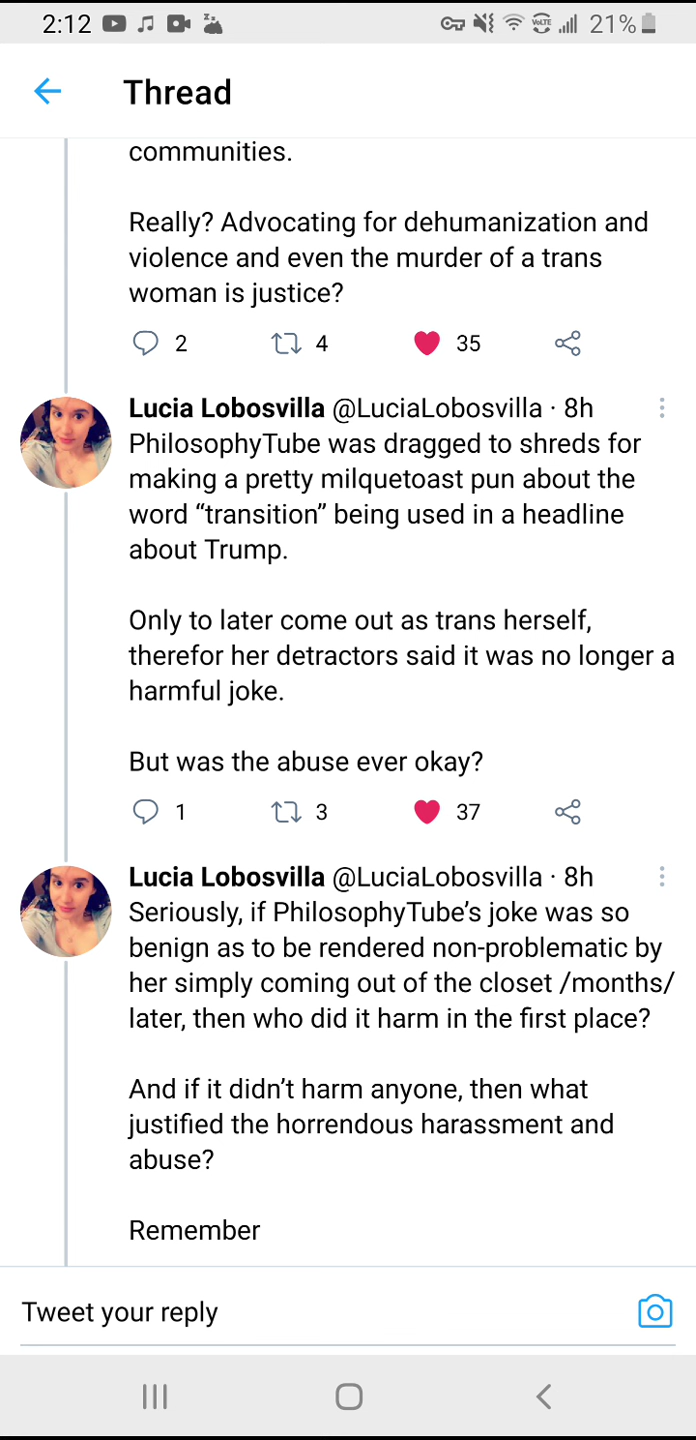 2:12
21%
Thread
communities.
Really? Advocating for dehumanization and
violence and even the murder of a trans
woman is justice?
2 4 35
Lucia Lobosvilla @LuciaLobosvilla · 8h
PhilosophyTube was dragged to shreds for
making a pretty milquetoast pun about the
word “transition” being used in a headline
about Trump.
Only to later come out as trans herself,
therefor her detractors said it was no longer a
harmful joke.
But was the abuse ever okay?
1 3 37
Lucia Lobosvilla @LuciaLobosvilla · 8h
Seriously, if PhilosophyTube’s joke was so
benign as to be rendered non-problematic by
her simply coming out of the closet /months/
later, then who did it harm in the first place?
And if it didn’t harm anyone, then what
justified the horrendous harassment and
abuse?
Remember
Tweet your reply